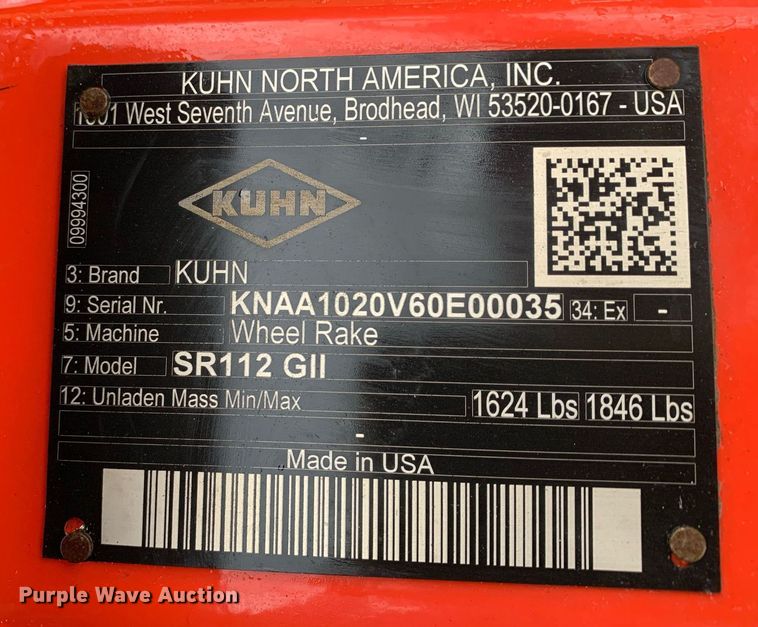 KUHN NORTH AMERICA, INC.
1501 West Seventh Avenue, Brodhead, WI 53520-0167 - USA
-
09994300
KUHN
3: Brand KUHN
9: Serial Nr. KNAA1020V60E00035 34: Ex -
5: Machine Wheel Rake
7: Model SR112 GII
12: Unladen Mass Min/Max 1624 Lbs 1846 Lbs
-
Made in USA
Purple Wave Auction